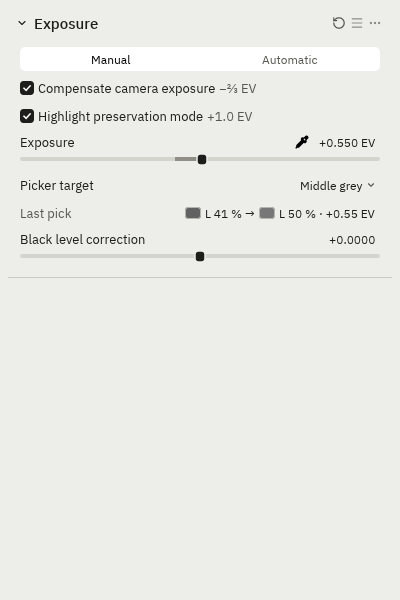 Exposure
Manual Automatic
Compensate camera exposure −⅔ EV
Highlight preservation mode +1.0 EV
Exposure +0.550 EV
Picker target Middle grey
Last pick L 41 % → L 50 % · +0.55 EV
Black level correction +0.0000